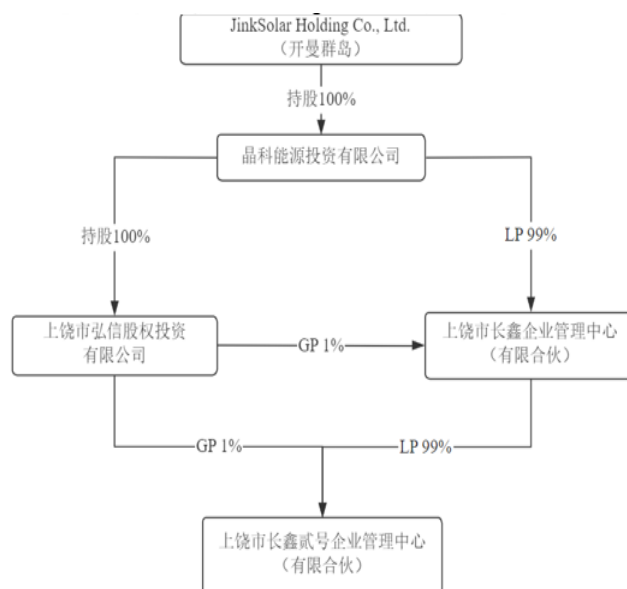 JinkSolar Holding Co., Ltd.
（开曼群岛）
持股100%
晶科能源投资有限公司
持股100%
LP 99%
上饶市弘信股权投资
有限公司
GP 1%
上饶市长鑫企业管理中心
（有限合伙）
GP 1%
LP 99%
上饶市长鑫贰号企业管理中心
（有限合伙）